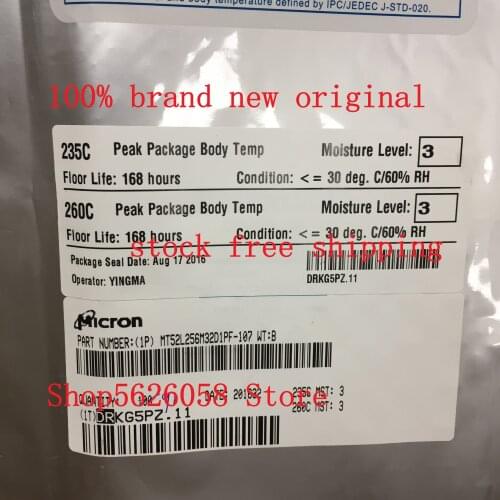 and body temperature defined by IPC/JEDEC J-STD-020.
100% brand new original
235C Peak Package Body Temp Moisture Level: 3
Floor Life: 168 hours Condition: <= 30 deg. C/60% RH
260C Peak Package Body Temp Moisture Level: 3
Floor Life: 168 hours Condition: <= 30 deg. C/60% RH
stock free shipping
Package Seal Date: Aug 17 2016
Operator: YINGMA DRKG5PZ.11
Micron
PART NUMBER:(1P) MT52L256M32D1PF-107 WT:B
Shop5626058 Store
QUANTITY: DATE: 201632 235C MST: 3
260C MST: 3
(1T)DRKG5PZ.11